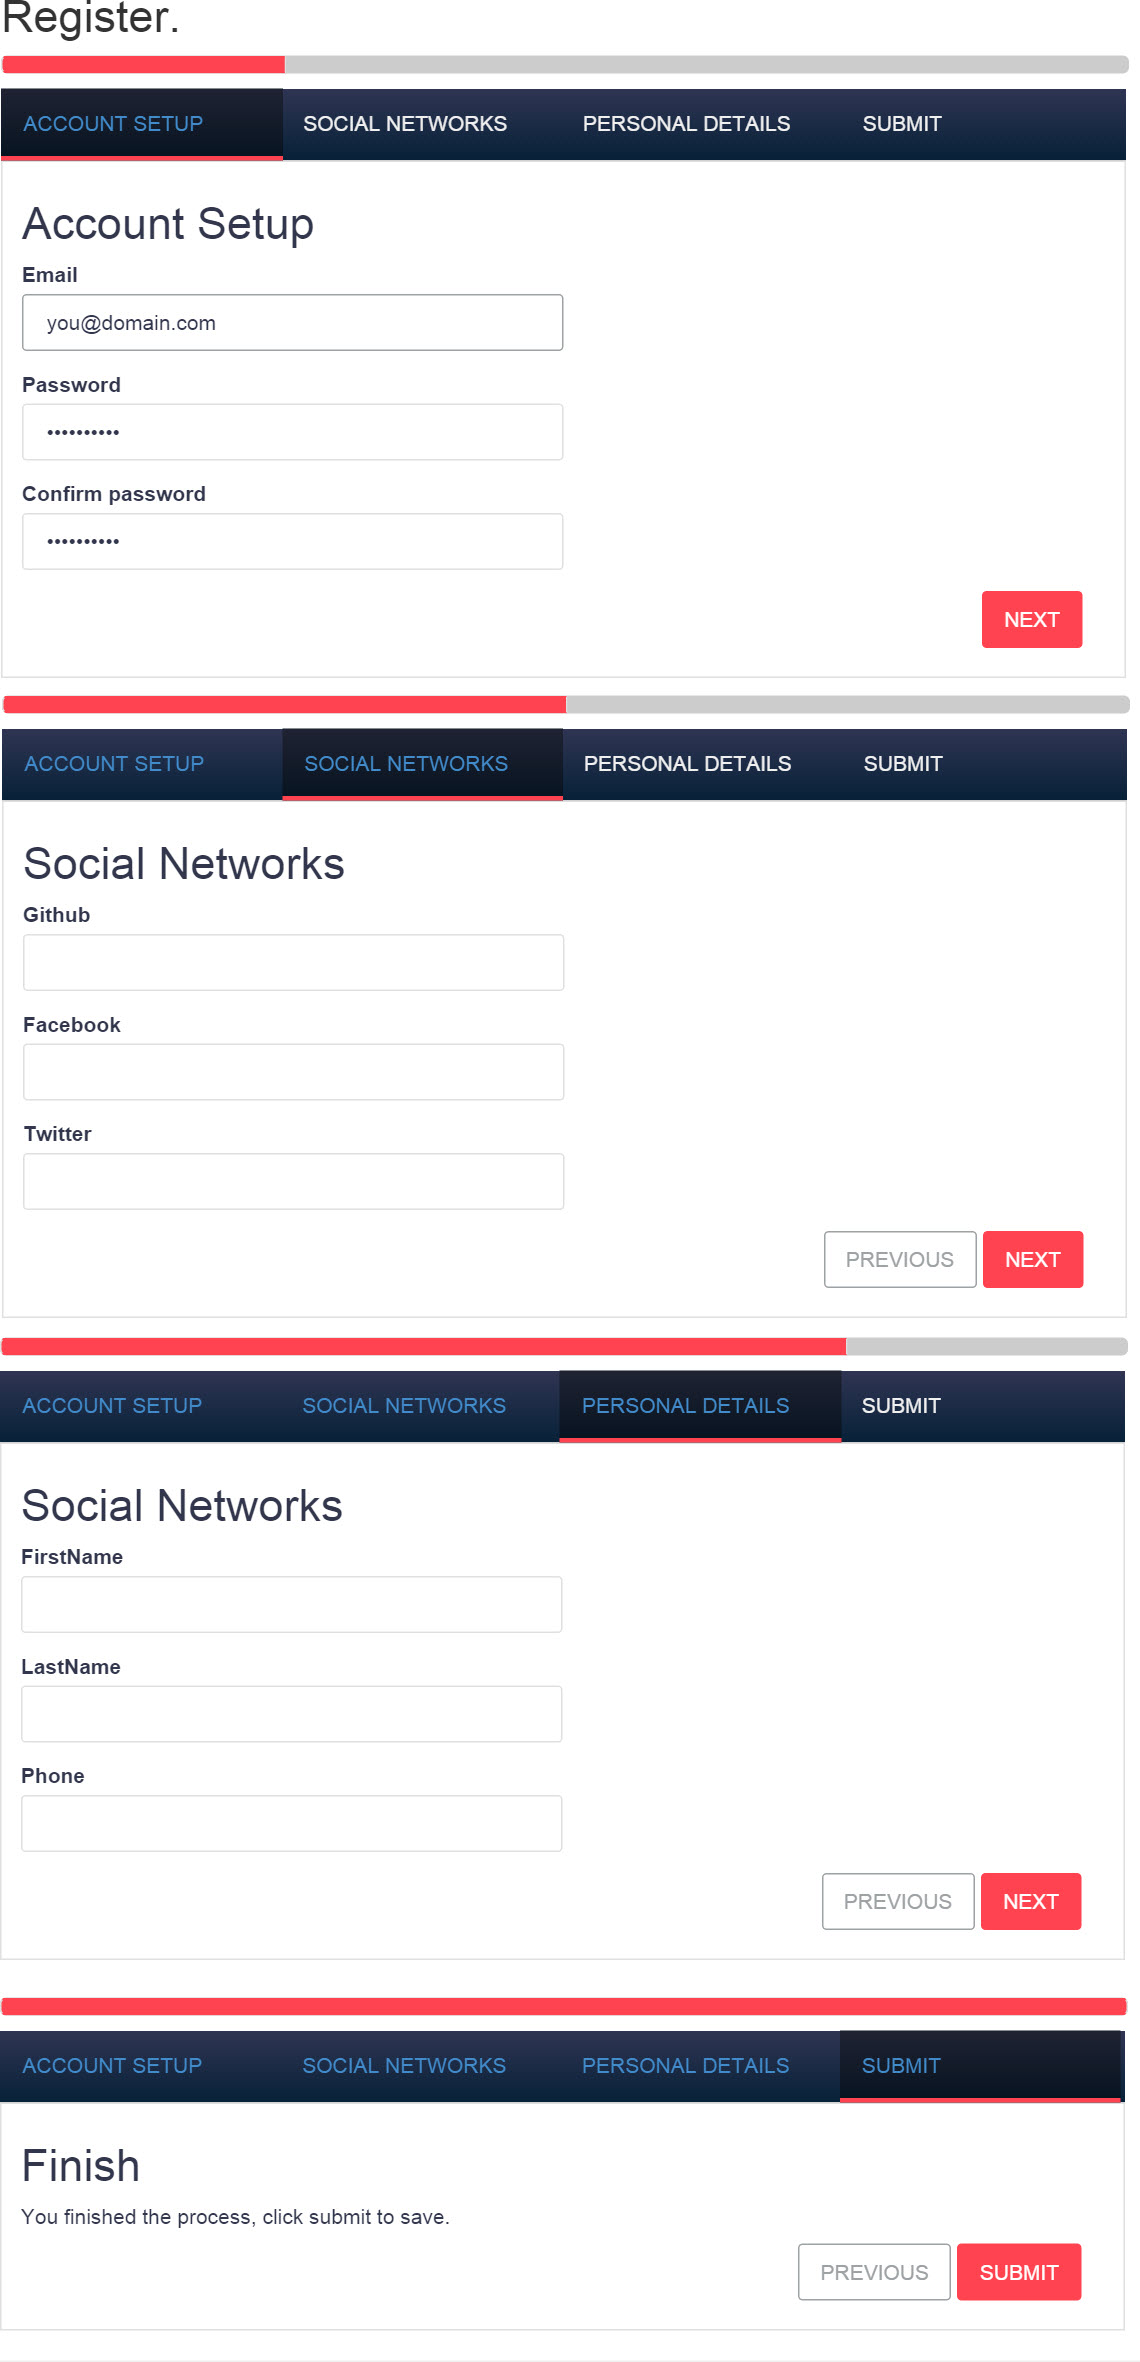 Register.
ACCOUNT SETUP SOCIAL NETWORKS PERSONAL DETAILS SUBMIT
Account Setup
Email
you@domain.com
Password
••••••••••
Confirm password
••••••••••
NEXT
ACCOUNT SETUP SOCIAL NETWORKS PERSONAL DETAILS SUBMIT
Social Networks
Github
Facebook
Twitter
PREVIOUS NEXT
ACCOUNT SETUP SOCIAL NETWORKS PERSONAL DETAILS SUBMIT
Social Networks
FirstName
LastName
Phone
PREVIOUS NEXT
ACCOUNT SETUP SOCIAL NETWORKS PERSONAL DETAILS SUBMIT
Finish
You finished the process, click submit to save.
PREVIOUS SUBMIT